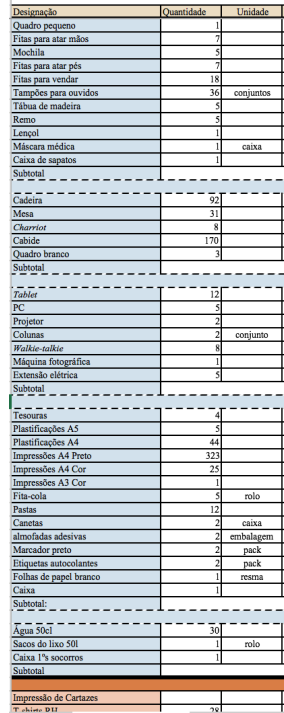 Designação Quantidade Unidade
Quadro pequeno 1
Fitas para atar mãos 7
Mochila 5
Fitas para atar pés 7
Fitas para vendar 18
Tampões para ouvidos 36 conjuntos
Tábua de madeira 5
Remo 5
Lençol 1
Máscara médica 1 caixa
Caixa de sapatos 1
Subtotal
Cadeira 92
Mesa 31
Charriot 8
Cabide 170
Quadro branco 3
Subtotal
Tablet 12
PC 5
Projetor 2
Colunas 2 conjunto
Walkie-talkie 8
Máquina fotográfica 1
Extensão elétrica 5
Subtotal
Tesouras 4
Plastificações A5 5
Plastificações A4 44
Impressões A4 Preto 323
Impressões A4 Cor 25
Impressões A3 Cor 1
Fita-cola 5 rolo
Pastas 12
Canetas 2 caixa
almofadas adesivas 2 embalagem
Marcador preto 2 pack
Etiquetas autocolantes 2 pack
Folhas de papel branco 1 resma
Caixa 1
Subtotal:
Água 50cl 30
Sacos do lixo 50l 1 rolo
Caixa 1ºs socorros 1
Subtotal
Impressão de Cartazes
T-shirts RH 28